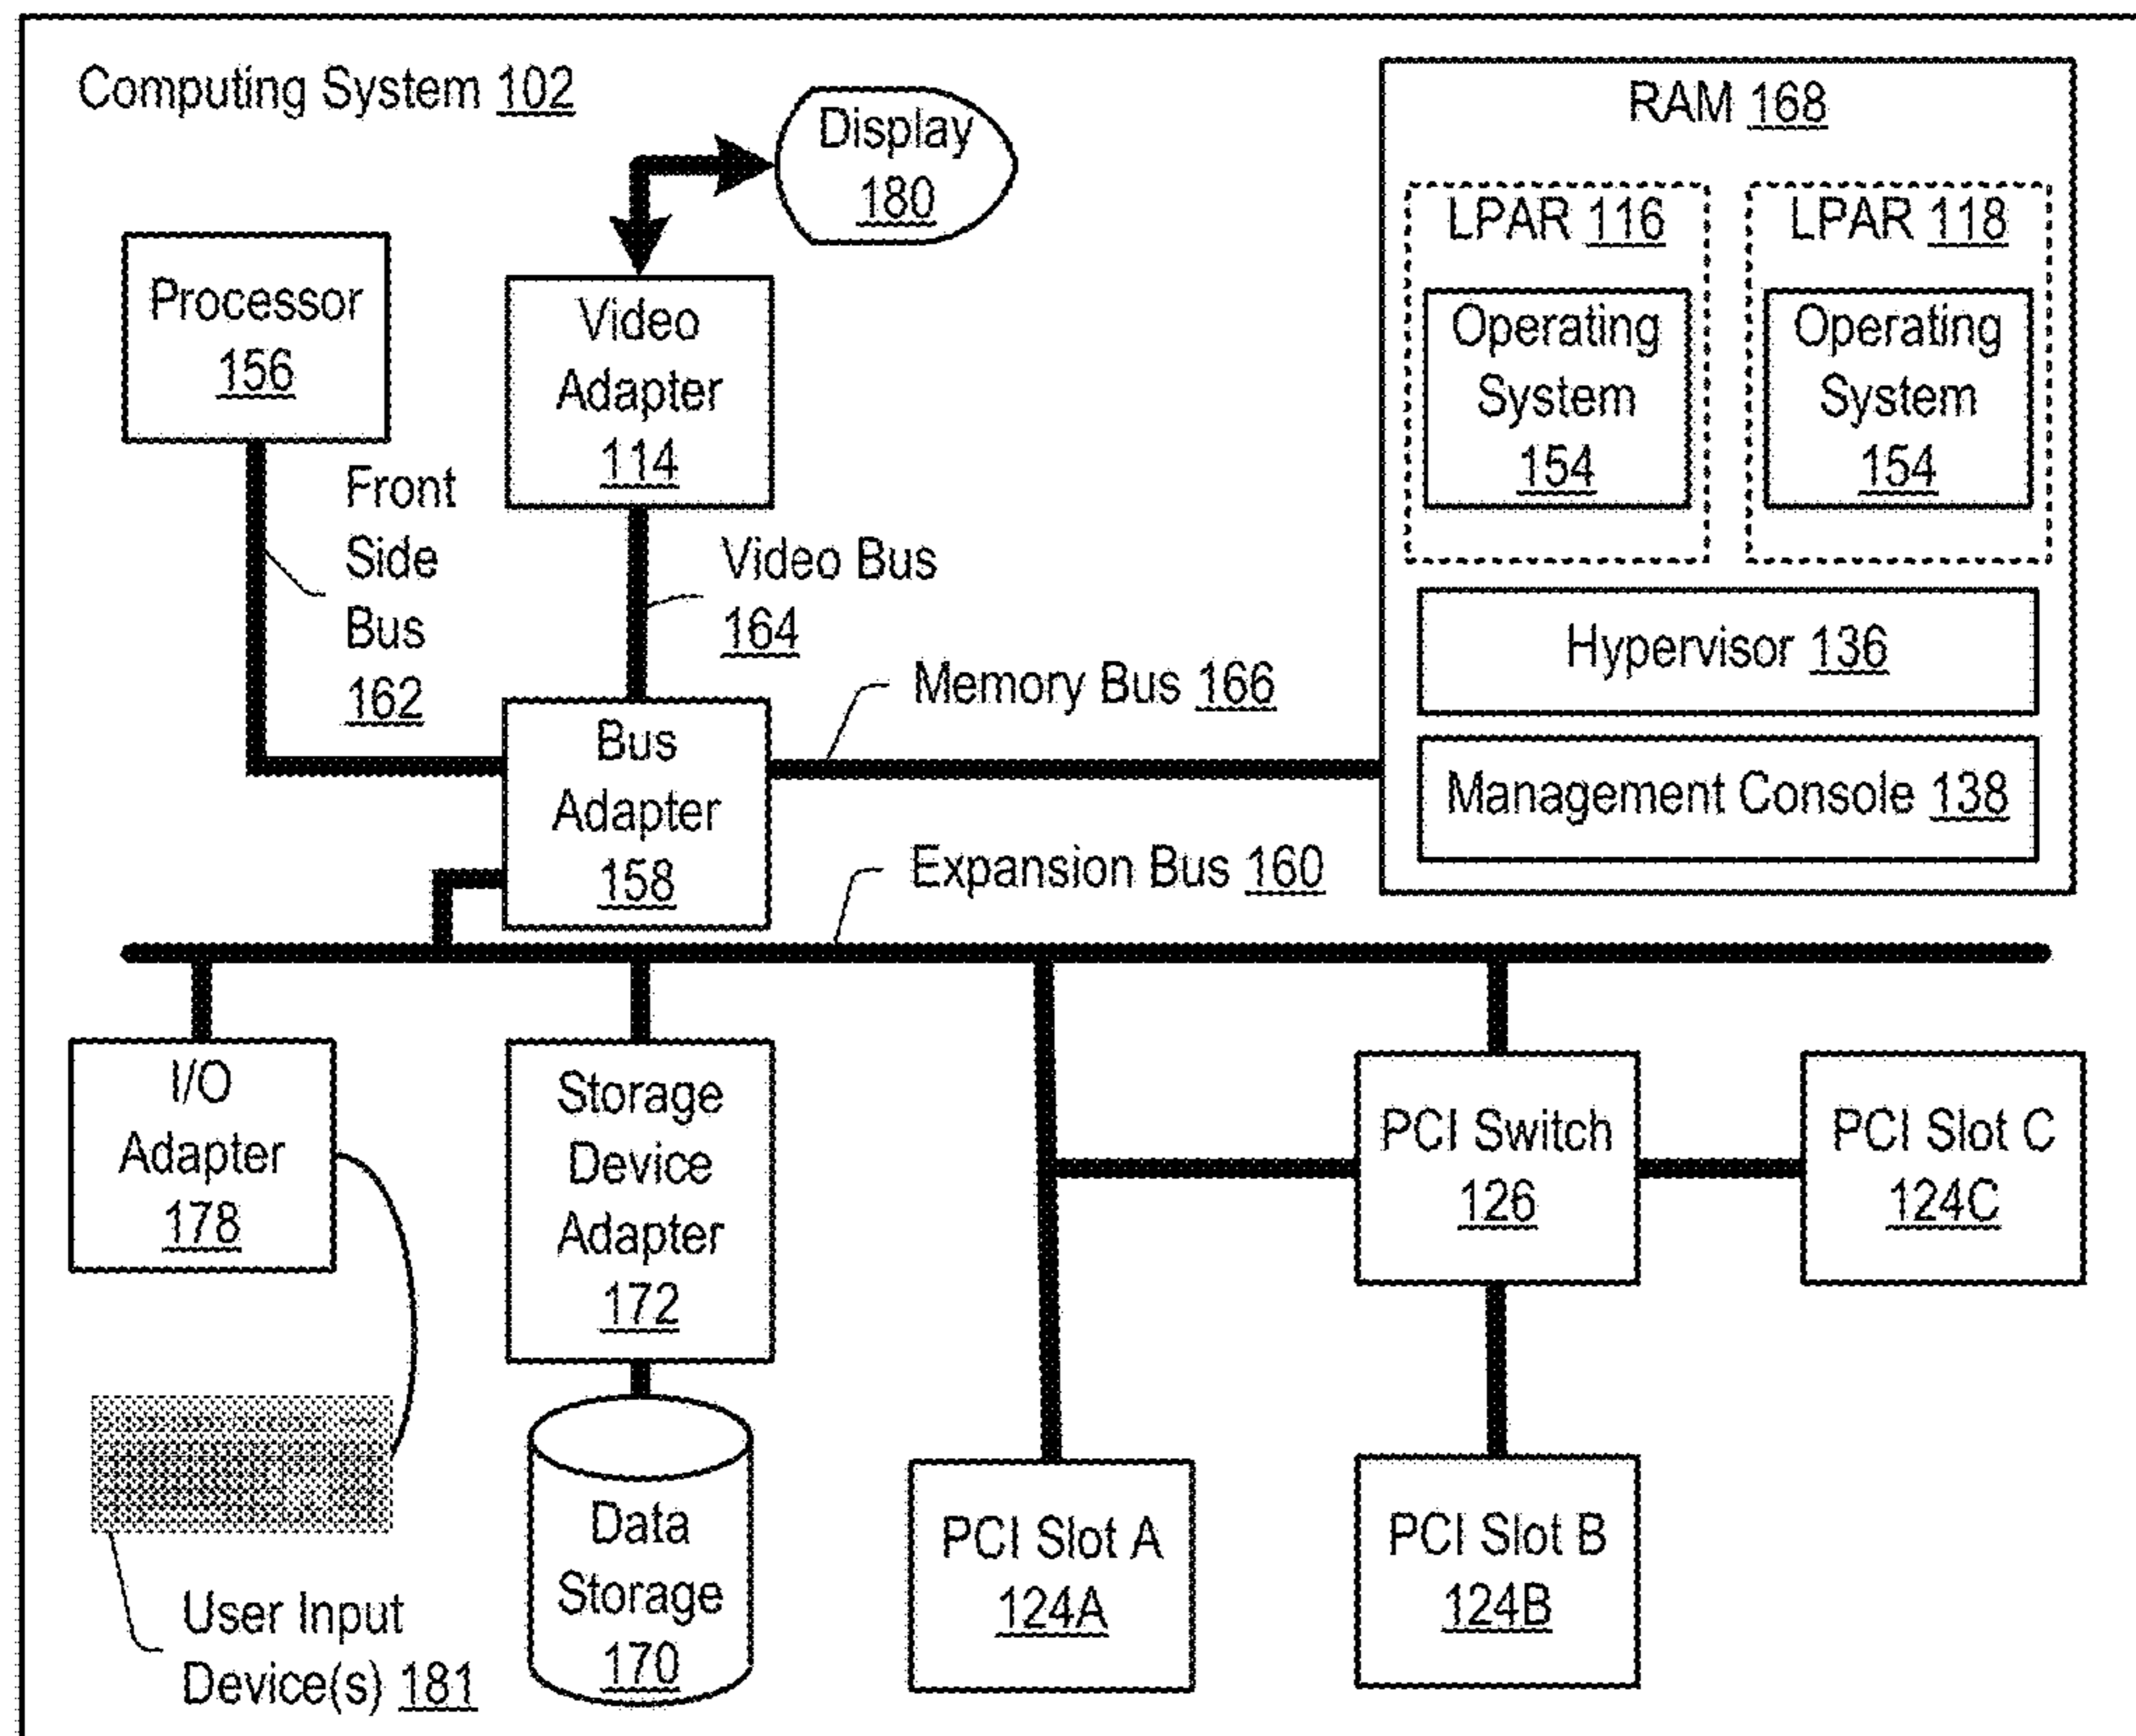 Computing System 102
Display
180
RAM 168
LPAR 116
Operating
System
154
LPAR 118
Operating
System
154
Hypervisor 136
Management Console 138
Processor
156
Video
Adapter
114
Front
Side
Bus
162
Video Bus
164
Memory Bus 166
Bus
Adapter
158
Expansion Bus 160
I/O
Adapter
178
Storage
Device
Adapter
172
PCI Switch
126
PCI Slot C
124C
User Input
Device(s) 181
Data
Storage
170
PCI Slot A
124A
PCI Slot B
124B